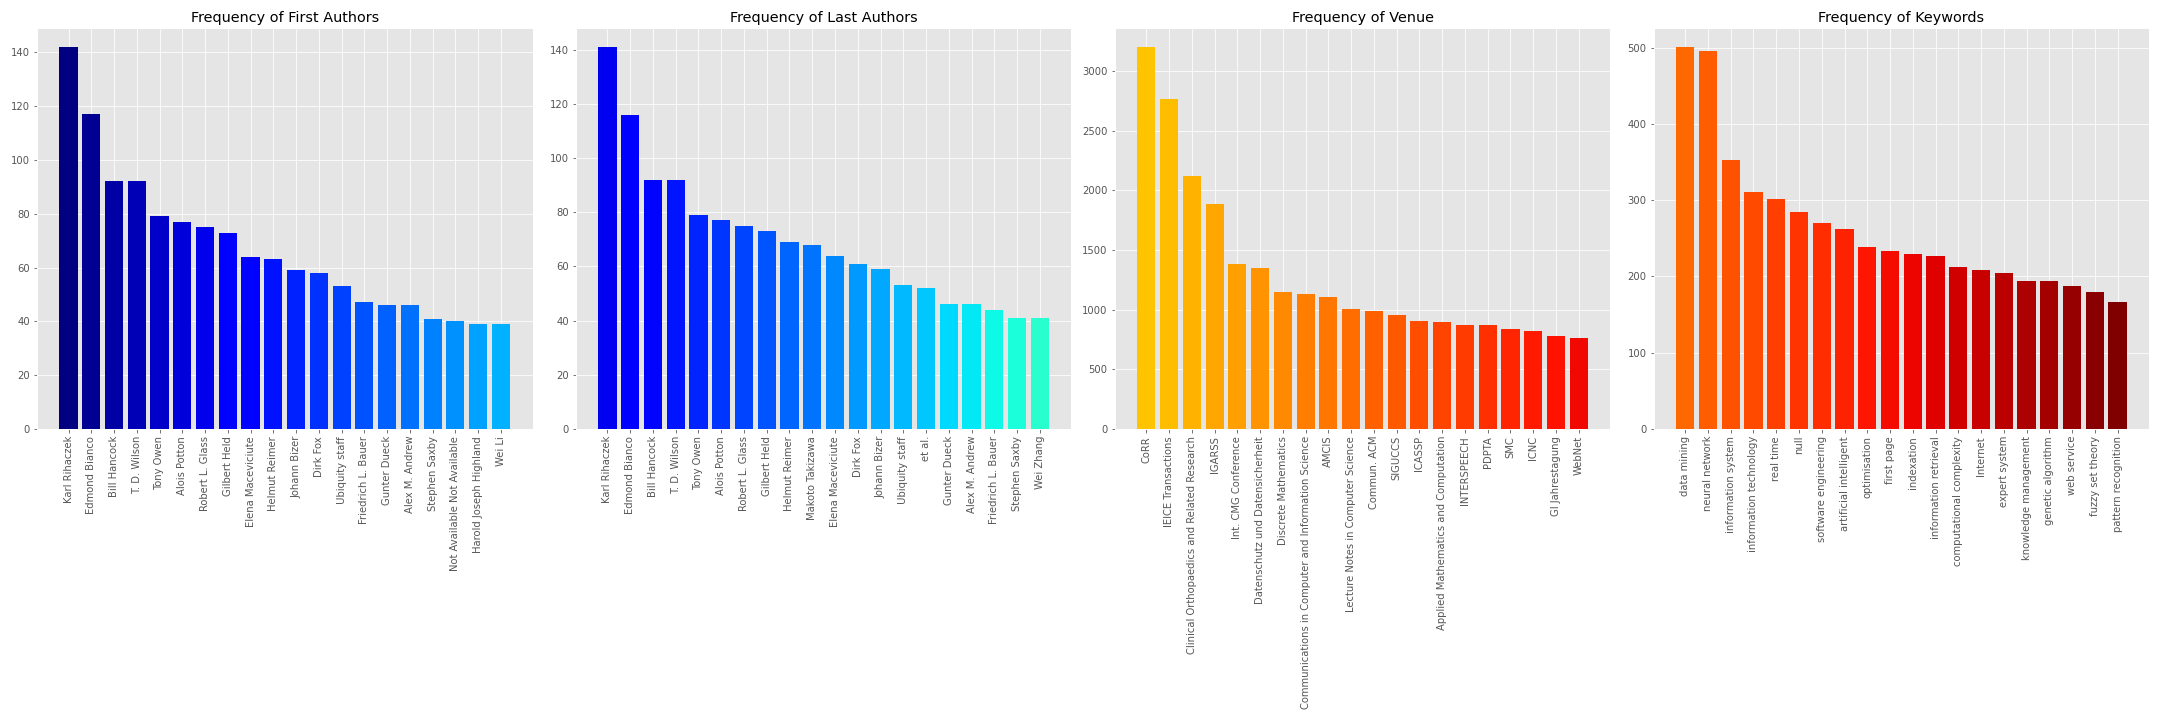 Frequency of First Authors
140
120
100
80
60
40
20
0
Karl Rihaczek
Edmond Bianco
Bill Hancock
T. D. Wilson
Tony Owen
Alois Potton
Robert L. Glass
Gilbert Held
Elena Maceviciute
Helmut Reimer
Johann Bizer
Dirk Fox
Ubiquity staff
Friedrich L. Bauer
Gunter Dueck
Alex M. Andrew
Stephen Saxby
Not Available Not Available
Harold Joseph Highland
Wei Li
Frequency of Last Authors
140
120
100
80
60
40
20
0
Karl Rihaczek
Edmond Bianco
Bill Hancock
T. D. Wilson
Tony Owen
Alois Potton
Robert L. Glass
Gilbert Held
Helmut Reimer
Makoto Takizawa
Elena Maceviciute
Dirk Fox
Johann Bizer
Ubiquity staff
et al.
Gunter Dueck
Alex M. Andrew
Friedrich L. Bauer
Stephen Saxby
Wei Zhang
Frequency of Venue
3000
2500
2000
1500
1000
500
0
CoRR
IEICE Transactions
Clinical Orthopaedics and Related Research
IGARSS
Int. CMG Conference
Datenschutz und Datensicherheit
Discrete Mathematics
Communications in Computer and Information Science
AMCIS
Lecture Notes in Computer Science
Commun. ACM
SIGUCCS
ICASSP
Applied Mathematics and Computation
INTERSPEECH
PDPTA
SMC
ICNC
GI Jahrestagung
WebNet
Frequency of Keywords
500
400
300
200
100
0
data mining
neural network
information system
information technology
real time
null
software engineering
artificial intelligent
optimisation
first page
indexation
information retrieval
computational complexity
Internet
expert system
knowledge management
genetic algorithm
web service
fuzzy set theory
pattern recognition